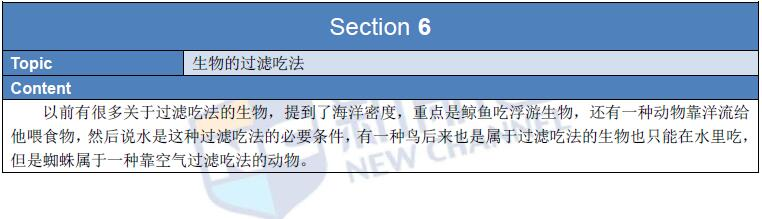 Section 6
Topic 生物的过滤吃法
Content
以前有很多关于过滤吃法的生物，提到了海洋密度，重点是鲸鱼吃浮游生物，还有一种动物靠洋流给
他喂食物，然后说水是这种过滤吃法的必要条件，有一种鸟后来也是属于过滤吃法的生物也只能在水里吃，
但是蜘蛛属于一种靠空气过滤吃法的动物。
NEW CHANNEL